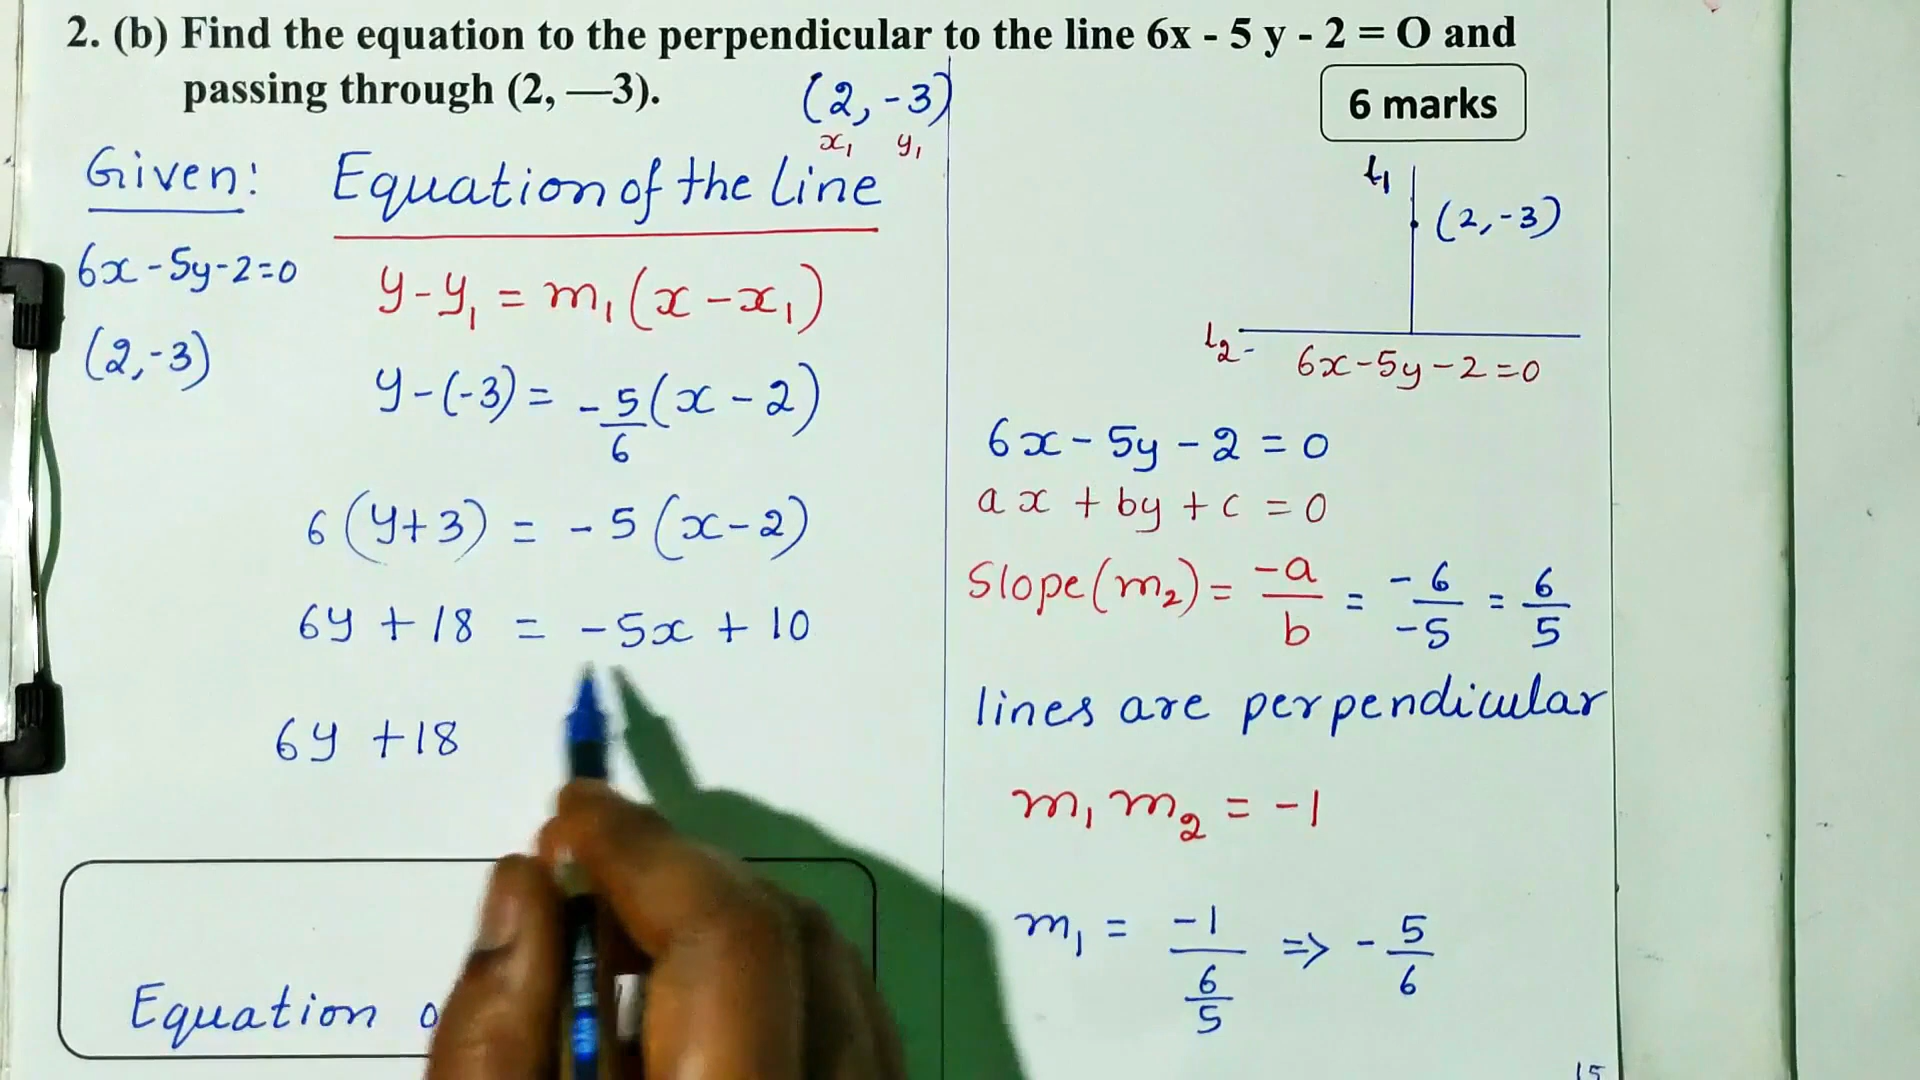 2. (b) Find the equation to the perpendicular to the line 6x - 5 y - 2 = O and
passing through (2, —3).
(2, -3)
x₁ y₁
6 marks
Given:
6x - 5y - 2 = 0
(2, -3)
Equation of the line
y - y₁ = m₁ (x - x₁)
y - (-3) = -5/6 (x - 2)
6 (y + 3) = -5 (x - 2)
6y + 18 = -5x + 10
6y + 18
Equation
l₁
(2, -3)
l₂
6x - 5y - 2 = 0
6x - 5y - 2 = 0
ax + by + c = 0
Slope (m₂) = -a/b = -6/-5 = 6/5
lines are perpendicular
m₁ m₂ = -1
m₁ = -1/(6/5) => -5/6
15